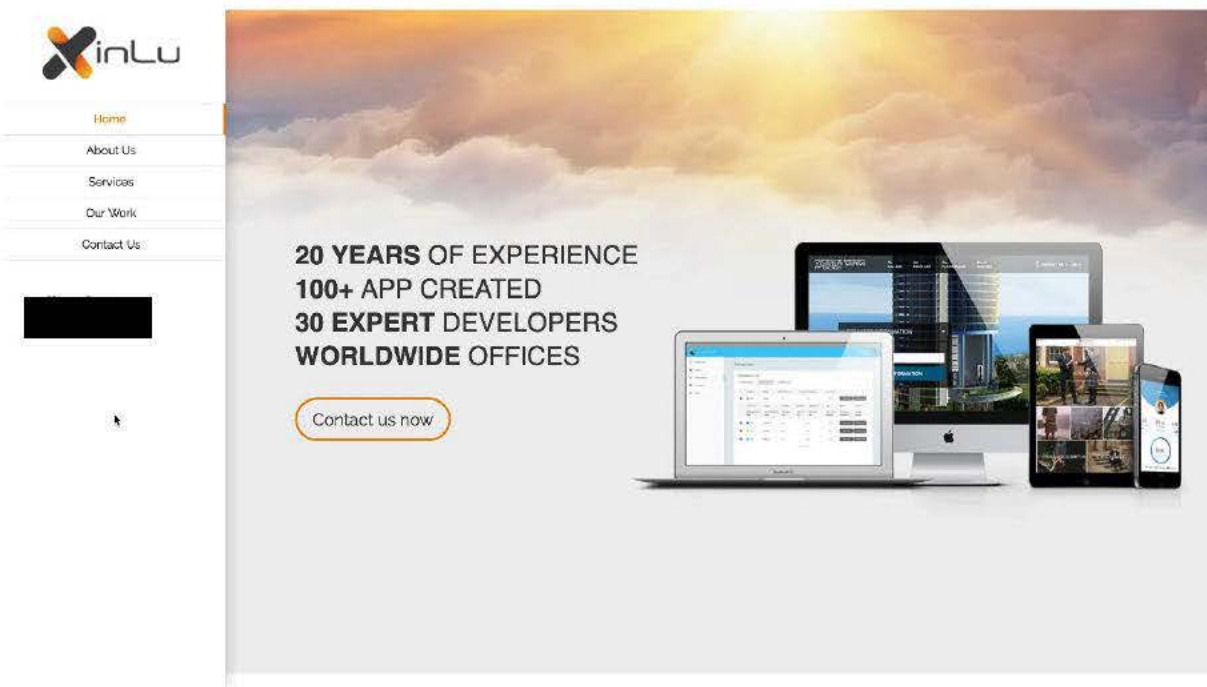 XinLu
Home
About Us
Services
Our Work
Contact Us
20 YEARS OF EXPERIENCE
100+ APP CREATED
30 EXPERT DEVELOPERS
WORLDWIDE OFFICES
Contact us now